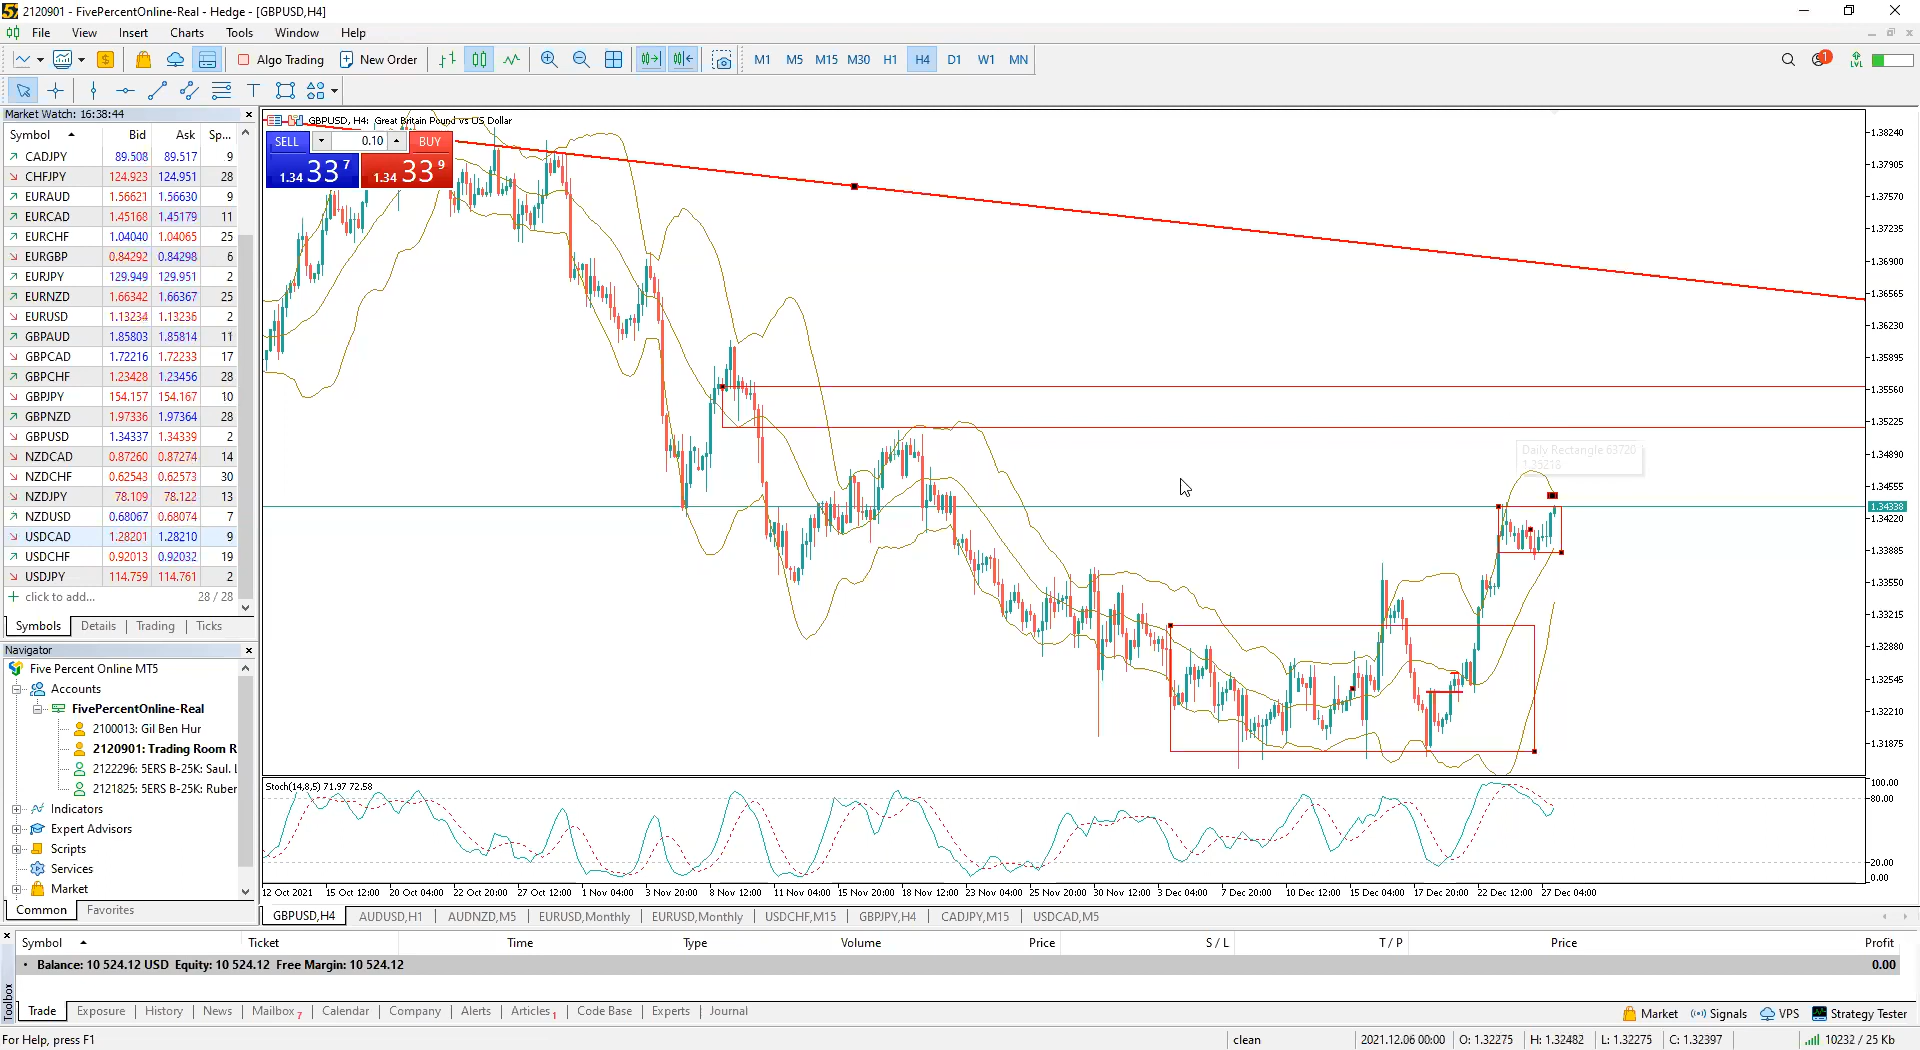 2120901 - FivePercentOnline-Real - Hedge - [GBPUSD,H4]
File View Insert Charts Tools Window Help
Algo Trading New Order M1 M5 M15 M30 H1 H4 D1 W1 MN 1 LVL
Market Watch: 16:38:44
Symbol Bid Ask Sp...
CADJPY 89.508 89.517 9
CHFJPY 124.923 124.951 28
EURAUD 1.56621 1.56630 9
EURCAD 1.45168 1.45179 11
EURCHF 1.04040 1.04065 25
EURGBP 0.84292 0.84298 6
EURJPY 129.949 129.951 2
EURNZD 1.66342 1.66367 25
EURUSD 1.13234 1.13236 2
GBPAUD 1.85803 1.85814 11
GBPCAD 1.72216 1.72233 17
GBPCHF 1.23428 1.23456 28
GBPJPY 154.157 154.167 10
GBPNZD 1.97336 1.97364 28
GBPUSD 1.34337 1.34339 2
NZDCAD 0.87260 0.87274 14
NZDCHF 0.62543 0.62573 30
NZDJPY 78.109 78.122 13
NZDUSD 0.68067 0.68074 7
USDCAD 1.28201 1.28210 9
USDCHF 0.92013 0.92032 19
USDJPY 114.759 114.761 2
click to add... 28 / 28
Symbols Details Trading Ticks
Navigator
Five Percent Online MT5
Accounts
FivePercentOnline-Real
2100013: Gil Ben Hur
2120901: Trading Room R
2122296: 5ERS B-25K: Saul. L
2121825: 5ERS B-25K: Ruber
Indicators
Expert Advisors
Scripts
Services
Market
Common Favorites
GBPUSD, H4: Great Britain Pound vs US Dollar
SELL 0.10 BUY
1.34 33 7 1.34 33 9
Daily Rectangle 63720
1.35218
1.38240
1.37905
1.37570
1.37235
1.36900
1.36565
1.36230
1.35895
1.35560
1.35225
1.34890
1.34555
1.34338
1.34220
1.33885
1.33550
1.33215
1.32880
1.32545
1.32210
1.31875
Stoch(14,8,5) 71.97 72.58
100.00
80.00
20.00
0.00
12 Oct 2021 15 Oct 12:00 20 Oct 04:00 22 Oct 20:00 27 Oct 12:00 1 Nov 04:00 3 Nov 20:00 8 Nov 12:00 11 Nov 04:00 15 Nov 20:00 18 Nov 12:00 23 Nov 04:00 25 Nov 20:00 30 Nov 12:00 3 Dec 04:00 7 Dec 20:00 10 Dec 12:00 15 Dec 04:00 17 Dec 20:00 22 Dec 12:00 27 Dec 04:00
GBPUSD,H4 AUDUSD,H1 AUDNZD,M5 EURUSD,Monthly EURUSD,Monthly USDCHF,M15 GBPJPY,H4 CADJPY,M15 USDCAD,M5
Symbol Ticket Time Type Volume Price S / L T / P Price Profit
Balance: 10 524.12 USD Equity: 10 524.12 Free Margin: 10 524.12 0.00
Toolbox
Trade Exposure History News Mailbox 7 Calendar Company Alerts Articles 1 Code Base Experts Journal Market Signals VPS Strategy Tester
For Help, press F1 clean 2021.12.06 00:00 O: 1.32275 H: 1.32482 L: 1.32275 C: 1.32397 10232 / 25 Kb